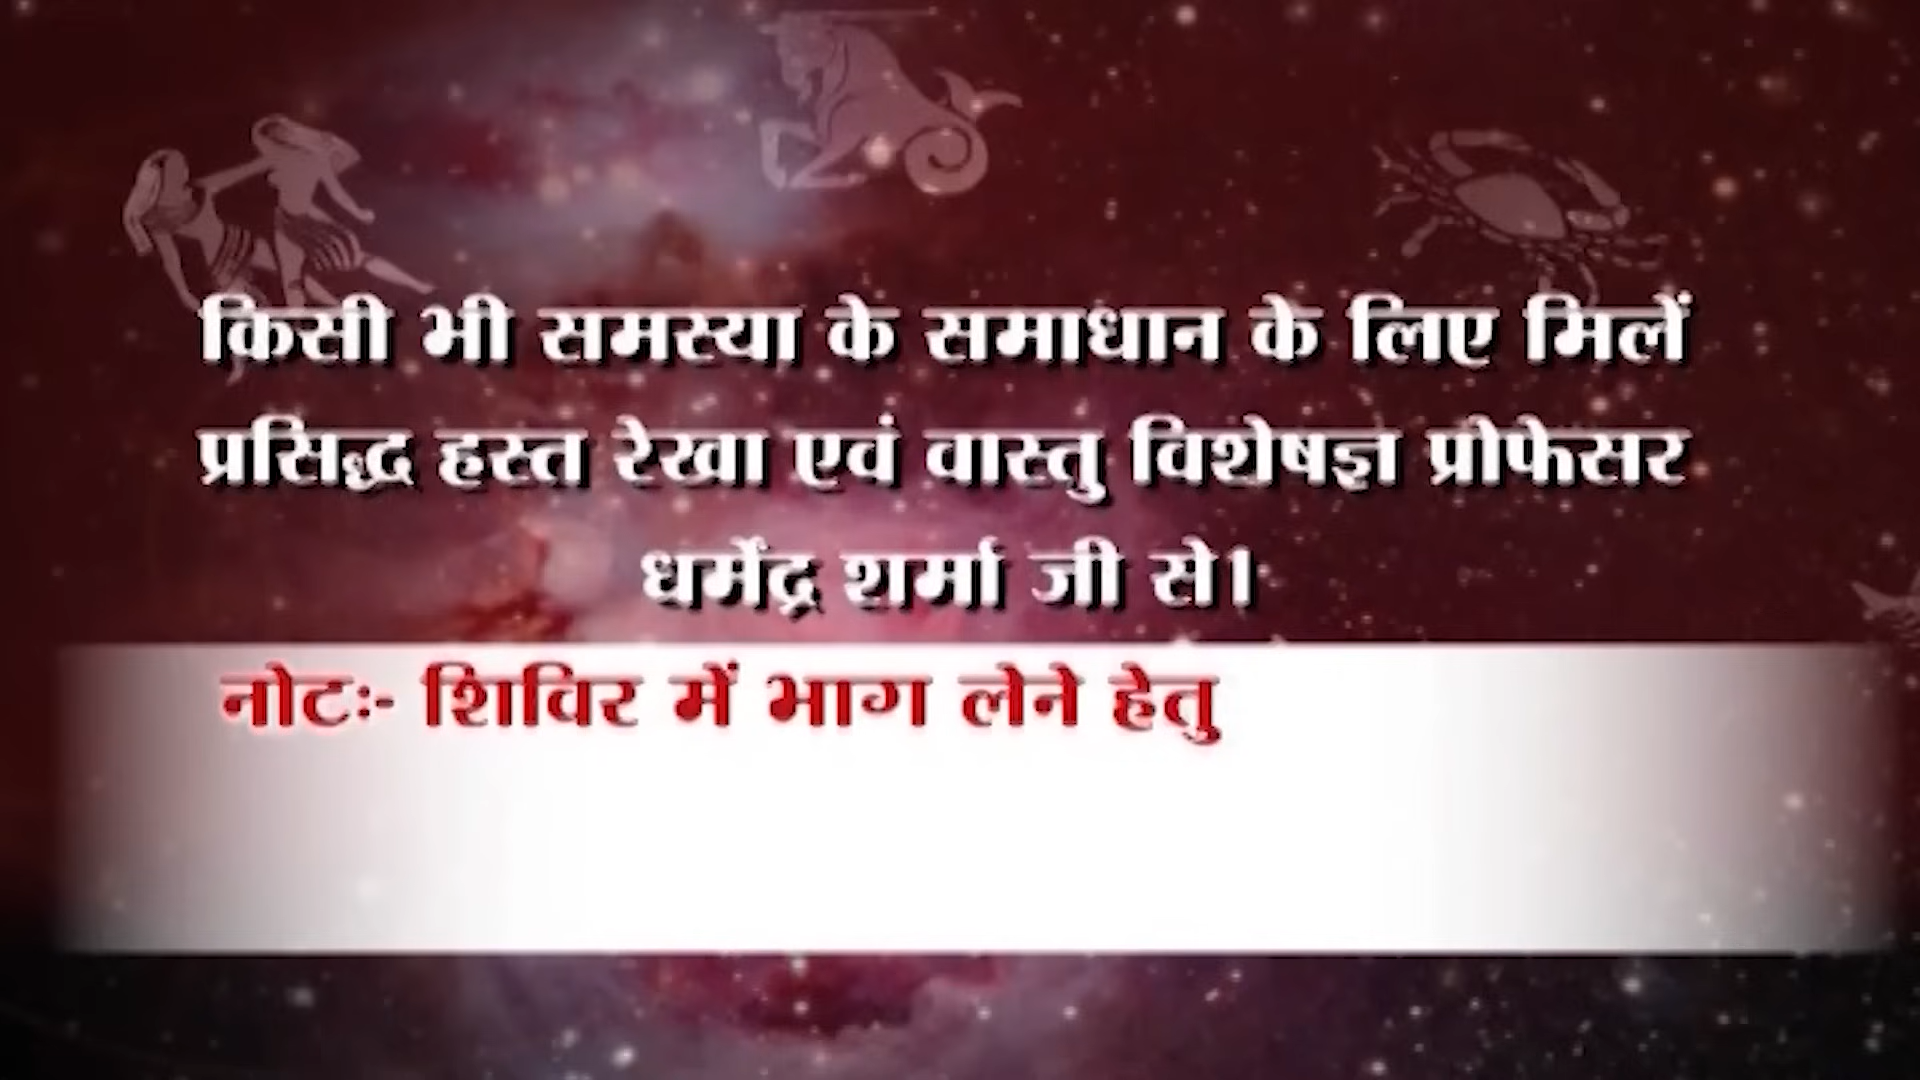 किसी भी समस्या के समाधान के लिए मिलें
प्रसिद्ध हस्त रेखा एवं वास्तु विशेषज्ञ प्रोफेसर
धर्मेंद्र शर्मा जी से।
नोटः- शिविर में भाग लेने हेतु